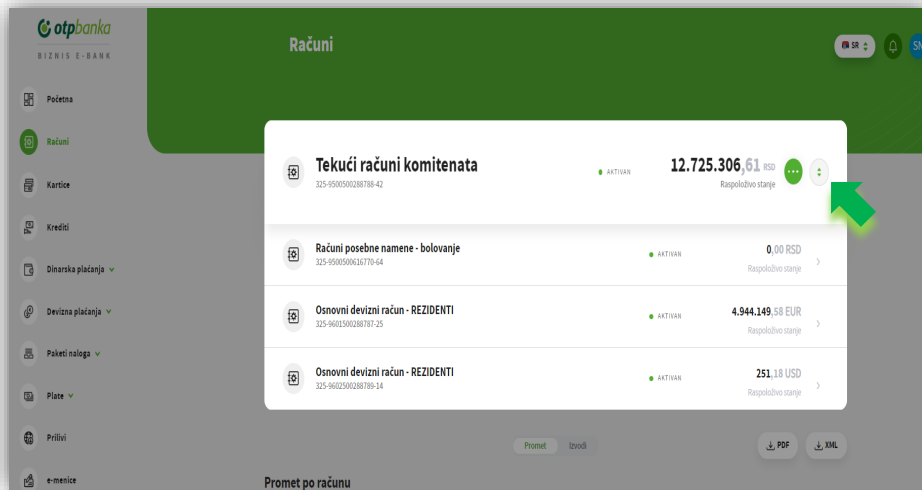 otpbanka
BIZNIS E-BANK
Početna
Računi
Kartice
Krediti
Dinarska plaćanja
Devizna plaćanja
Paketi naloga
Plate
Prilivi
e-menice
Računi
SR
SN
Tekući računi komitenata
325-9500500288788-42
AKTIVAN
12.725.306,61 RSD
Raspoloživo stanje
Računi posebne namene - bolovanje
325-9500500616770-64
AKTIVAN
0,00 RSD
Raspoloživo stanje
Osnovni devizni račun - REZIDENTI
325-9601500288787-25
AKTIVAN
4.944.149,58 EUR
Raspoloživo stanje
Osnovni devizni račun - REZIDENTI
325-9602500288789-14
AKTIVAN
251,18 USD
Raspoloživo stanje
Promet
Izvodi
PDF
XML
Promet po računu